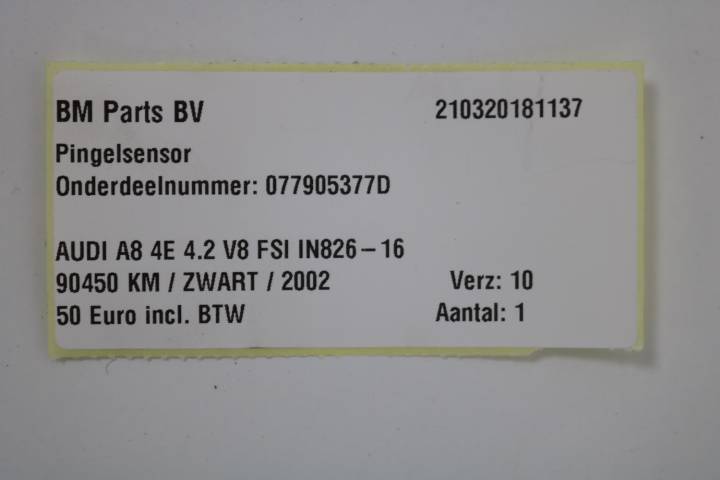 BM Parts BV 210320181137
Pingelsensor
Onderdeelnummer: 077905377D
AUDI A8 4E 4.2 V8 FSI IN826-16
90450 KM / ZWART / 2002 Verz: 10
50 Euro incl. BTW Aantal: 1